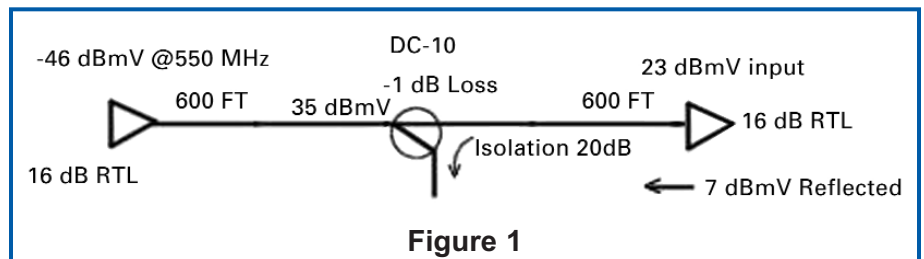 DC-10
-46 dBmV @550 MHz
23 dBmV input
-1 dB Loss
600 FT
35 dBmV
600 FT
16 dB RTL
Isolation 20dB
16 dB RTL
7 dBmV Reflected
Figure 1